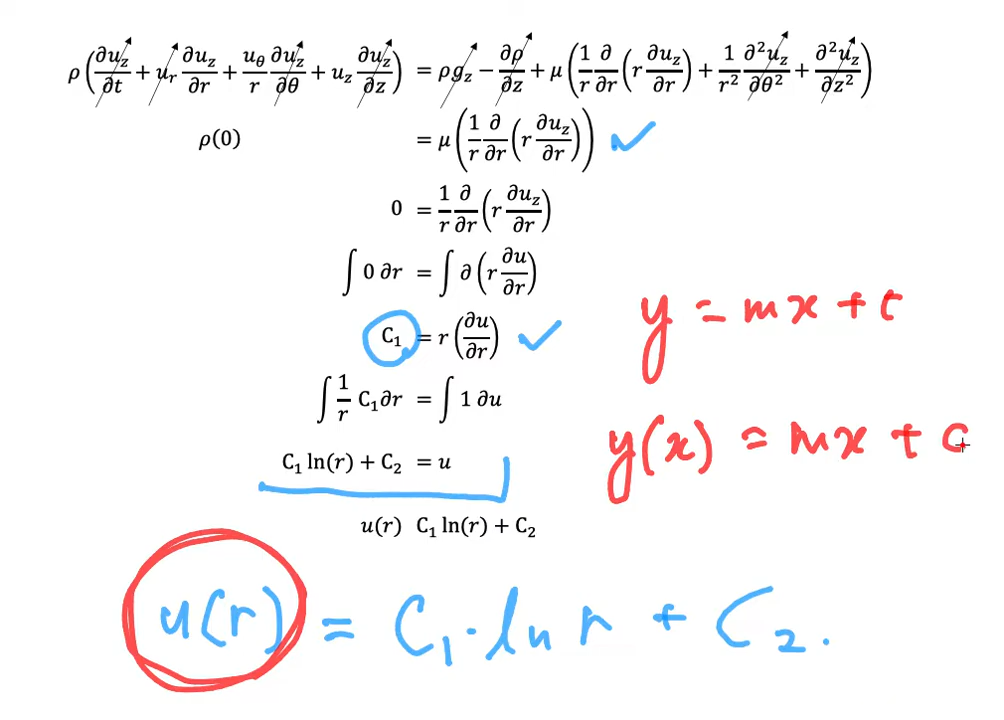 ρ(∂u_z/∂t + u_r ∂u_z/∂r + u_θ/r ∂u_z/∂θ + u_z ∂u_z/∂z) = ρg_z − ∂ρ/∂z + μ(1/r ∂/∂r (r ∂u_z/∂r) + 1/r² ∂²u_z/∂θ² + ∂²u_z/∂z²)
ρ(0) = μ(1/r ∂/∂r (r ∂u_z/∂r)) ✓
0 = 1/r ∂/∂r (r ∂u_z/∂r)
∫ 0 ∂r = ∫ ∂ (r ∂u/∂r)
C₁ = r (∂u/∂r) ✓
y = mx + c
∫ 1/r C₁∂r = ∫ 1 ∂u
y(x) = mx + c
C₁ ln(r) + C₂ = u
u(r) C₁ ln(r) + C₂
u(r) = C₁·ln r + C₂.